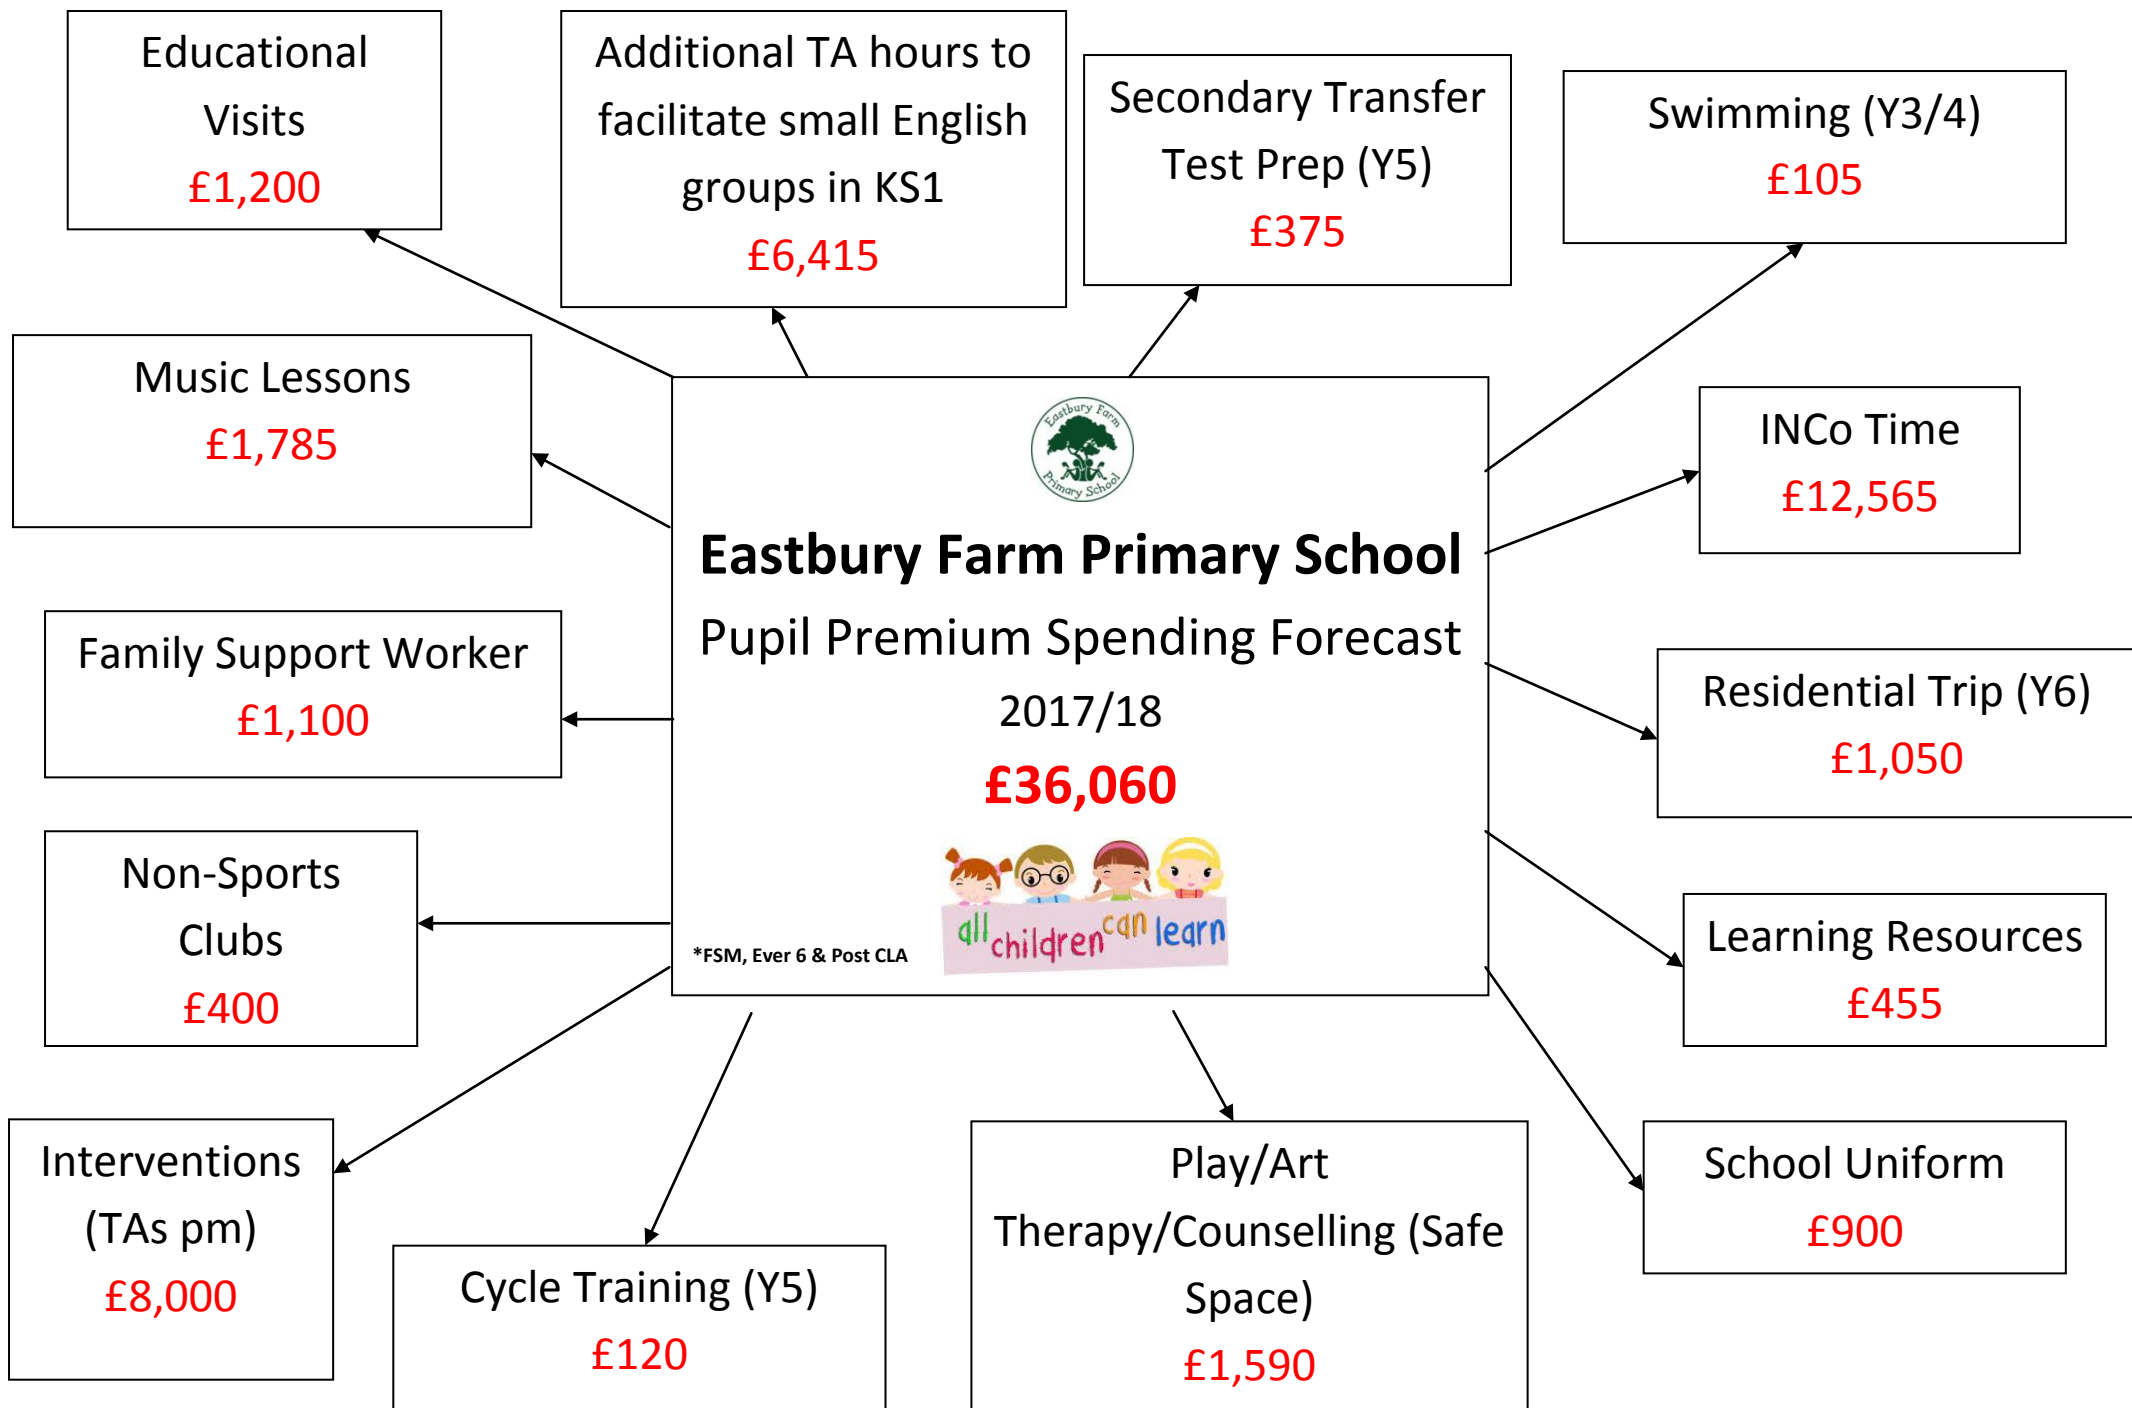 Educational
Visits
£1,200
Additional TA hours to
facilitate small English
groups in KS1
£6,415
Secondary Transfer
Test Prep (Y5)
£375
Swimming (Y3/4)
£105
Music Lessons
£1,785
Eastbury Farm
Primary School
Eastbury Farm Primary School
Pupil Premium Spending Forecast
2017/18
£36,060
all children can learn
*FSM, Ever 6 & Post CLA
INCo Time
£12,565
Family Support Worker
£1,100
Residential Trip (Y6)
£1,050
Non-Sports
Clubs
£400
Learning Resources
£455
Interventions
(TAs pm)
£8,000
Cycle Training (Y5)
£120
Play/Art
Therapy/Counselling (Safe
Space)
£1,590
School Uniform
£900